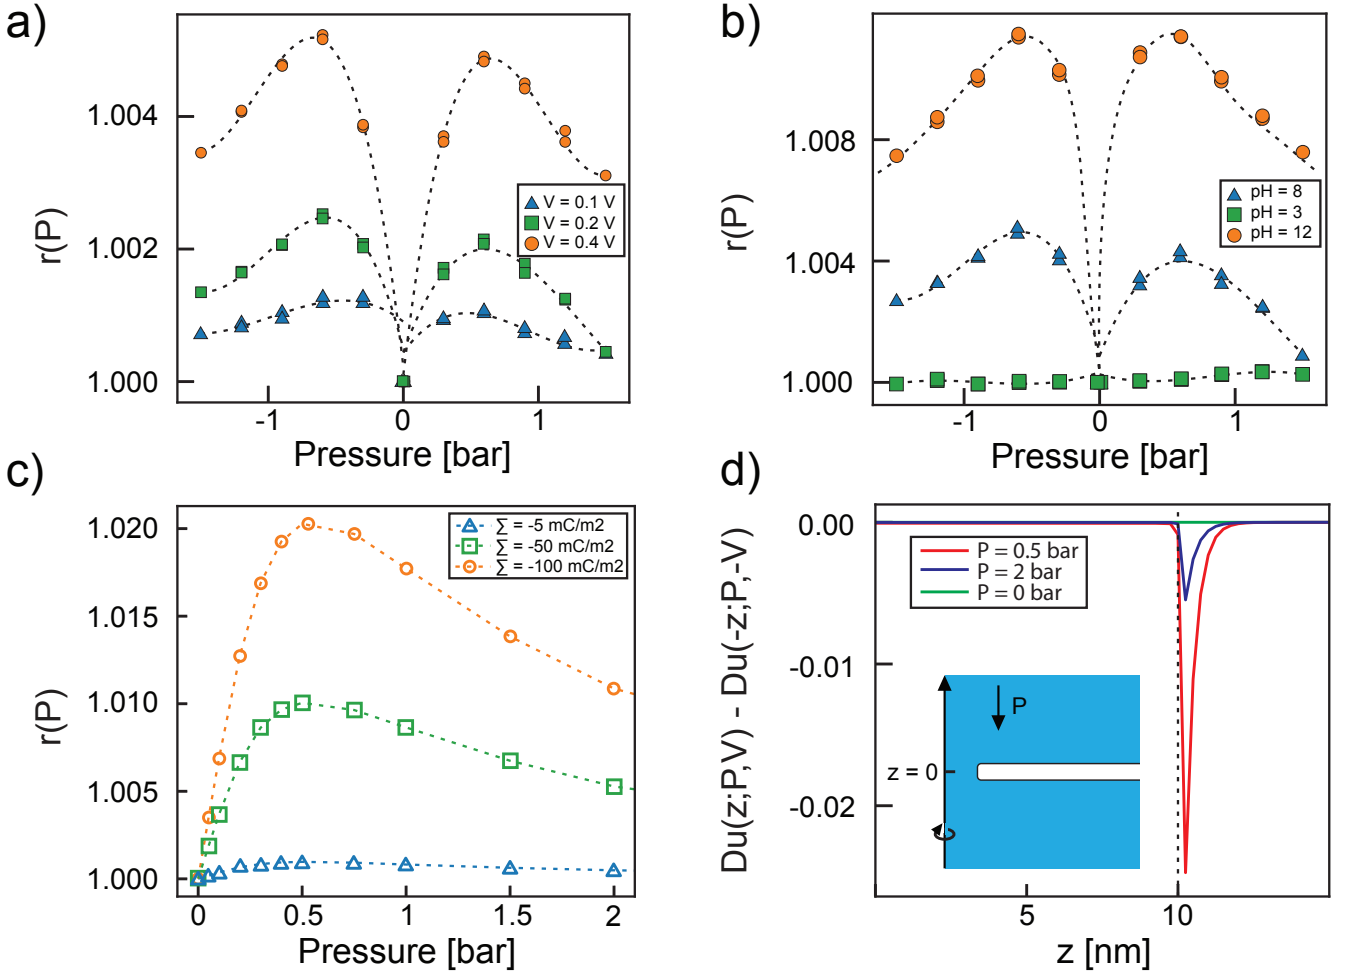 a)
r(P)
1.004
1.002
1.000
V = 0.1 V
V = 0.2 V
V = 0.4 V
-1
0
1
Pressure [bar]
b)
r(P)
1.008
1.004
1.000
pH = 8
pH = 3
pH = 12
-1
0
1
Pressure [bar]
c)
r(P)
1.020
1.015
1.010
1.005
1.000
∑ = -5 mC/m2
∑ = -50 mC/m2
∑ = -100 mC/m2
0
0.5
1
1.5
2
Pressure [bar]
d)
Du(z;P,V) - Du(-z;P,-V)
0.00
-0.01
-0.02
P = 0.5 bar
P = 2 bar
P = 0 bar
P
z = 0
5
10
z [nm]